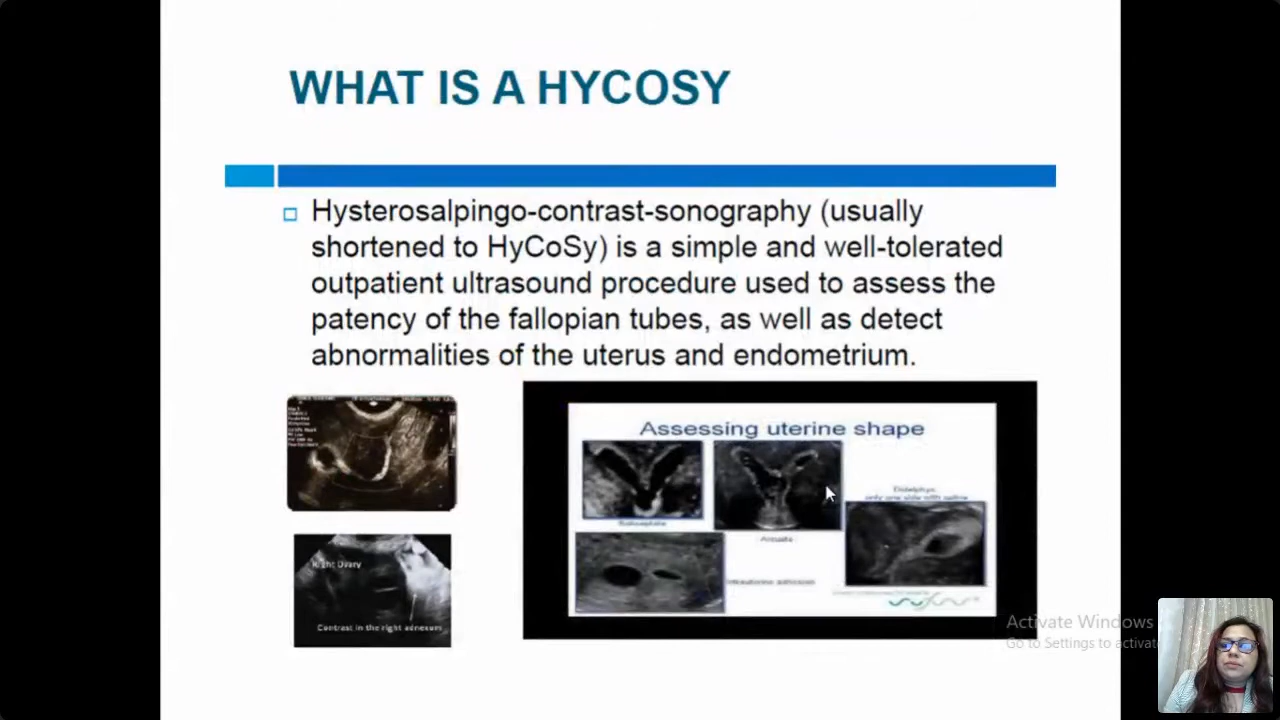 WHAT IS A HYCOSY
Hysterosalpingo-contrast-sonography (usually
shortened to HyCoSy) is a simple and well-tolerated
outpatient ultrasound procedure used to assess the
patency of the fallopian tubes, as well as detect
abnormalities of the uterus and endometrium.
Assessing uterine shape
Subseptate
Arcuate
Didelphys
only one side with saline
Intrauterine adhesion
Right Ovary
Contrast in the right adnexum
Activate Windows
Go to Settings to activate